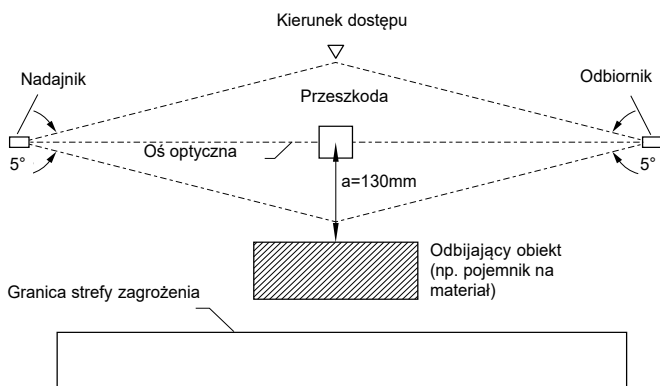 Kierunek dostępu
Nadajnik
Odbiornik
Przeszkoda
Oś optyczna
5°
5°
a=130mm
Odbijający obiekt
(np. pojemnik na
materiał)
Granica strefy zagrożenia